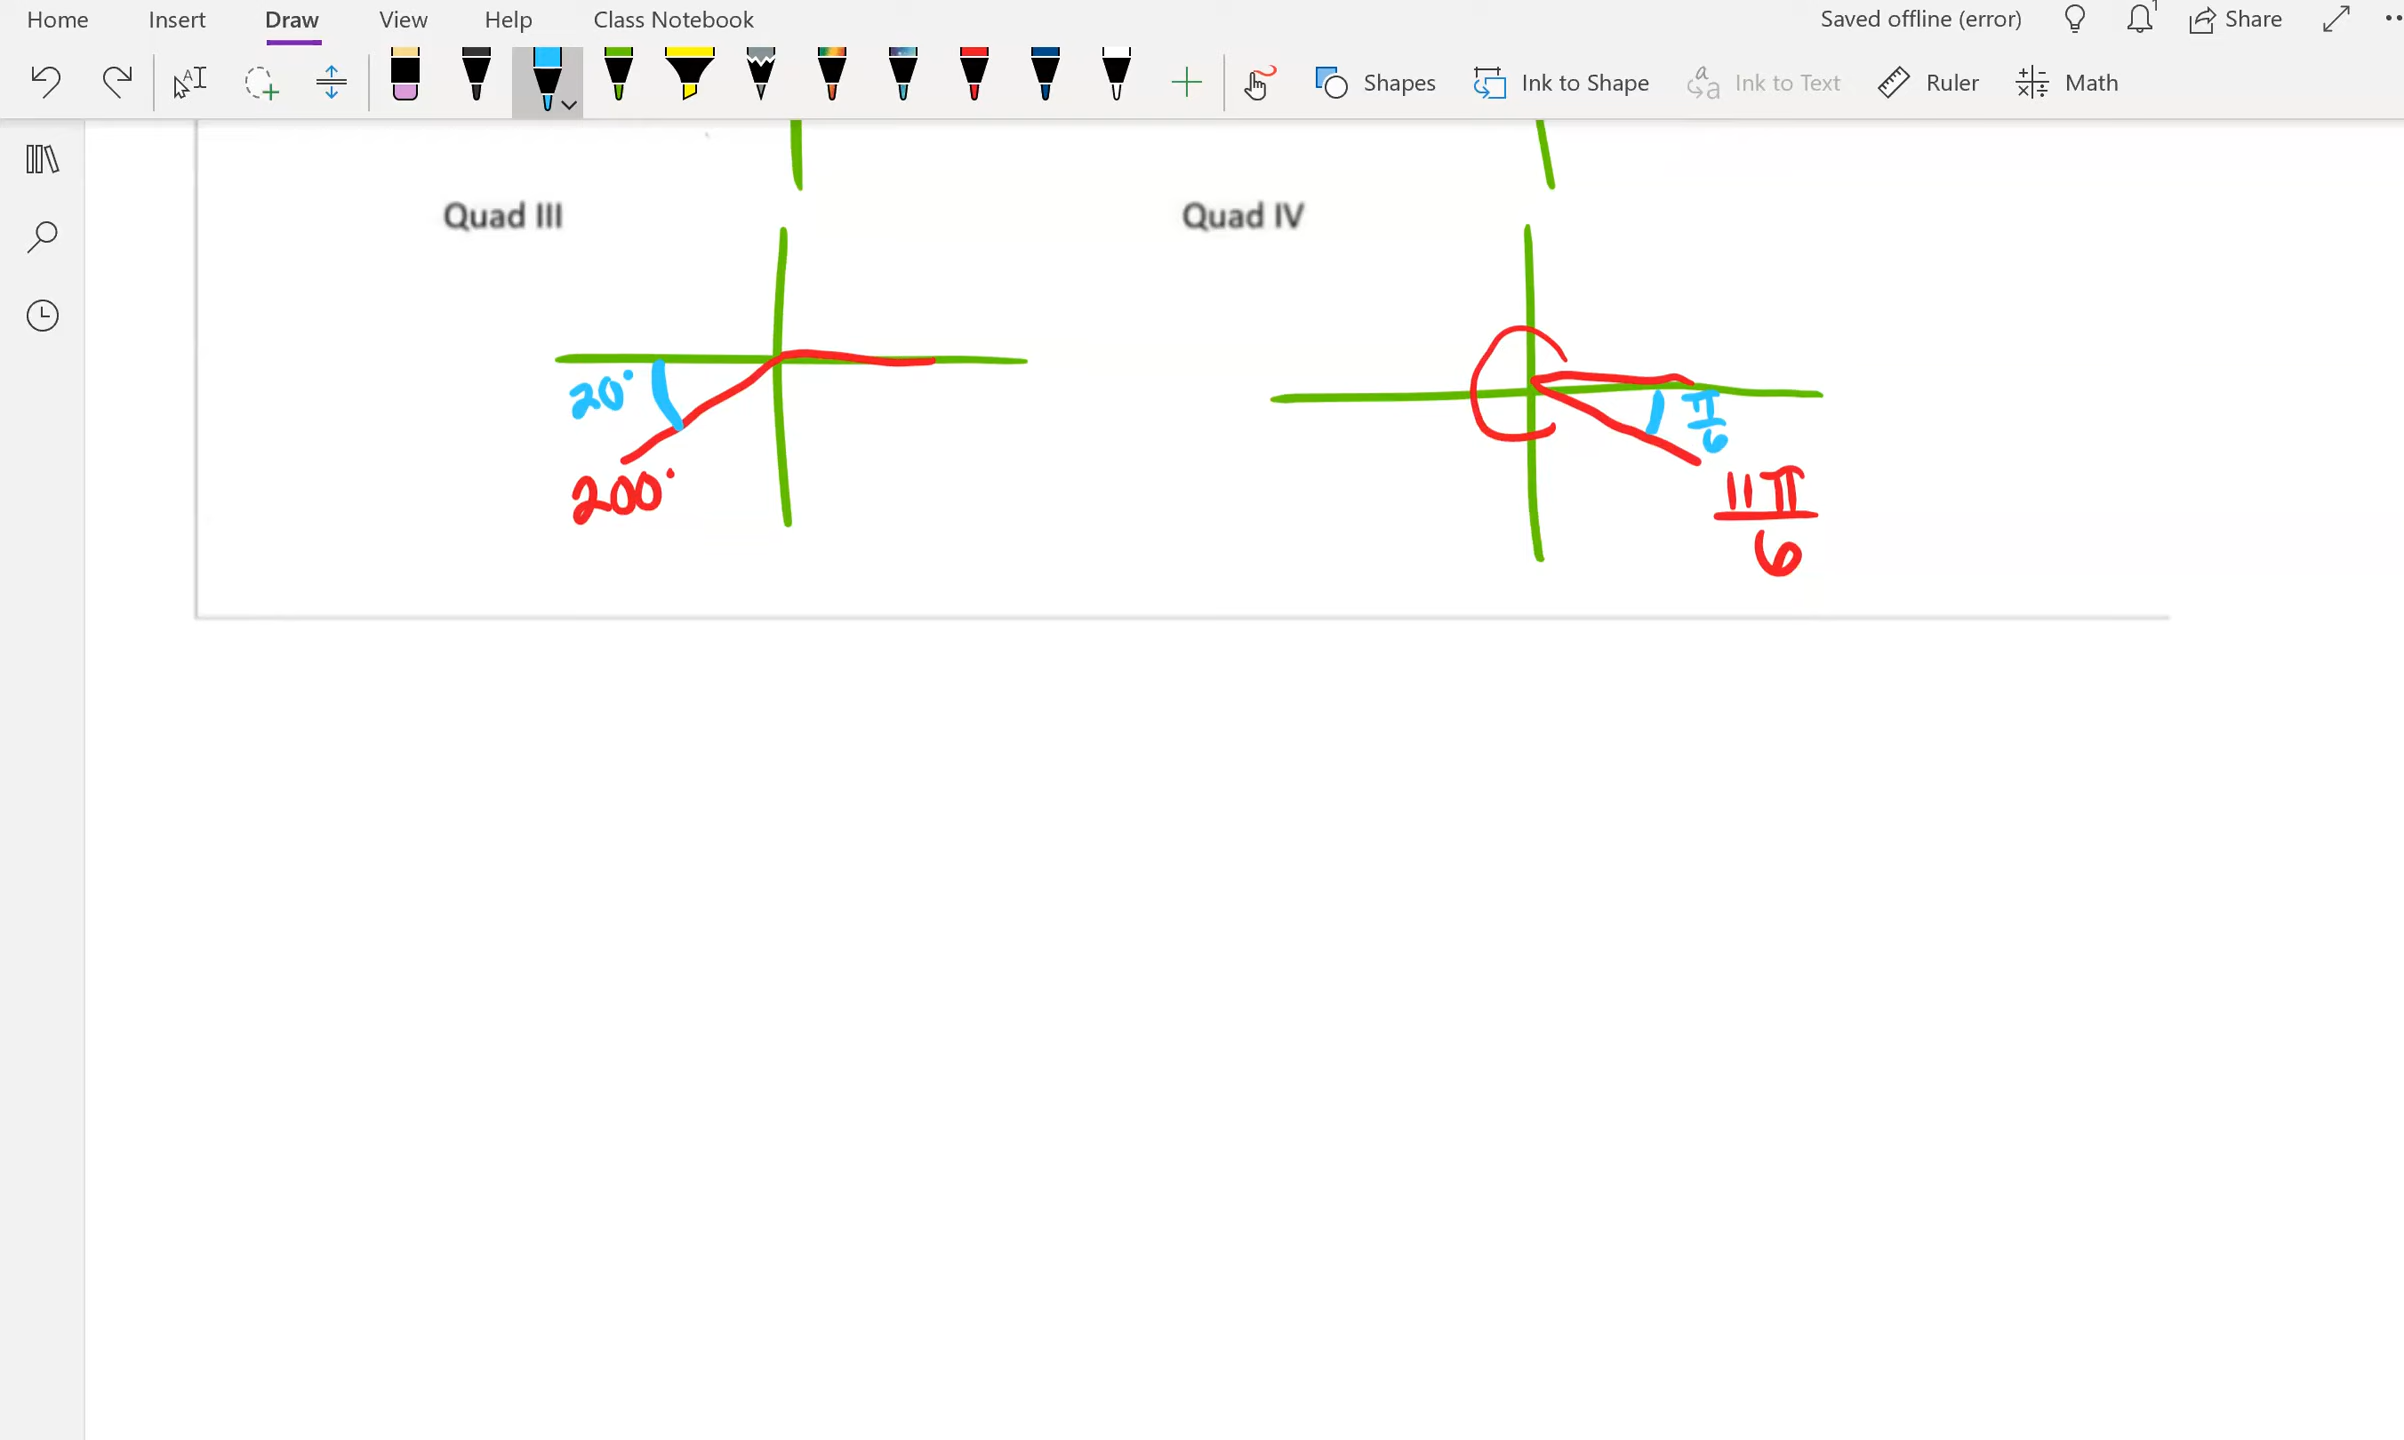 Home Insert Draw View Help Class Notebook Saved offline (error) 1 Share
Shapes Ink to Shape Ink to Text Ruler Math
Quad III Quad IV
20°
200°
π
6
11π
6